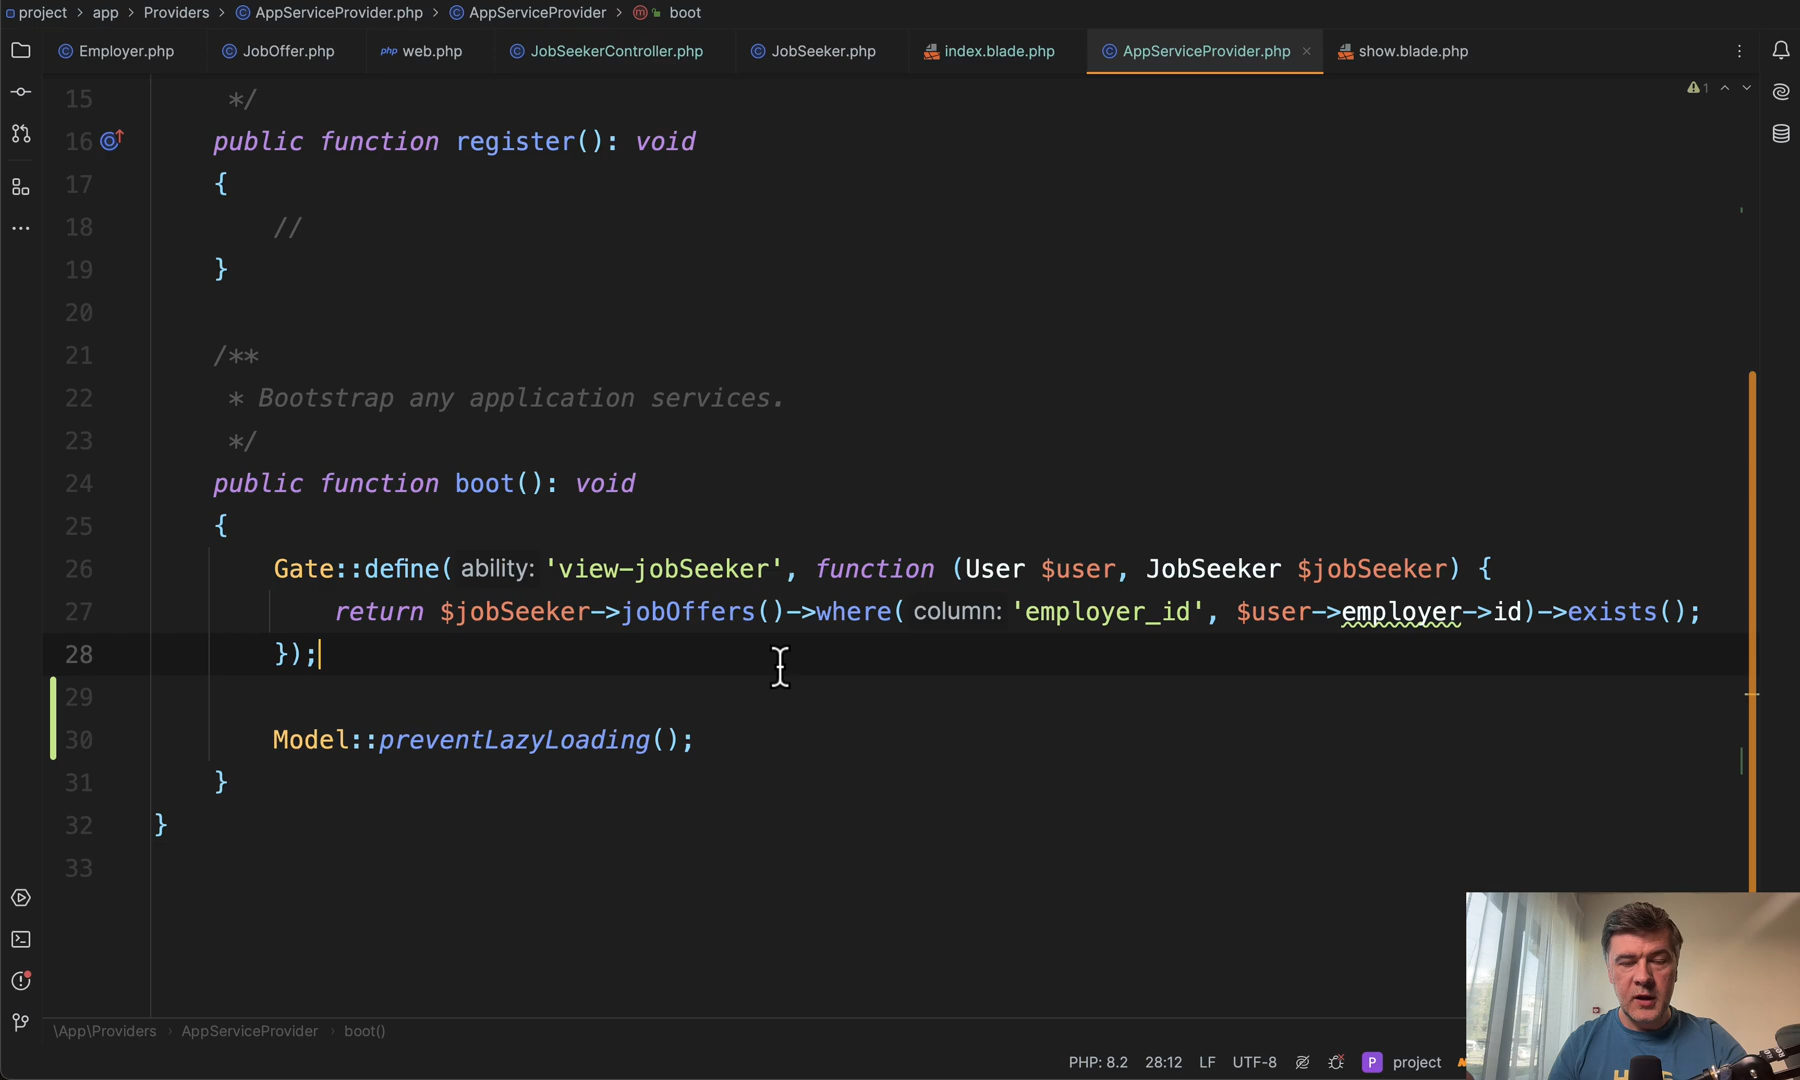 project > app > Providers > AppServiceProvider.php > AppServiceProvider > boot
Employer.php JobOffer.php php web.php JobSeekerController.php JobSeeker.php index.blade.php AppServiceProvider.php × show.blade.php
1
15 */
16 public function register(): void
17 {
18 //
19 }
20
21 /**
22 * Bootstrap any application services.
23 */
24 public function boot(): void
25 {
26 Gate::define( ability: 'view-jobSeeker', function (User $user, JobSeeker $jobSeeker) {
27 return $jobSeeker->jobOffers()->where( column: 'employer_id', $user->employer->id)->exists();
28 });
29
30 Model::preventLazyLoading();
31 }
32 }
33
\App\Providers > AppServiceProvider > boot()
PHP: 8.2 28:12 LF UTF-8 P project